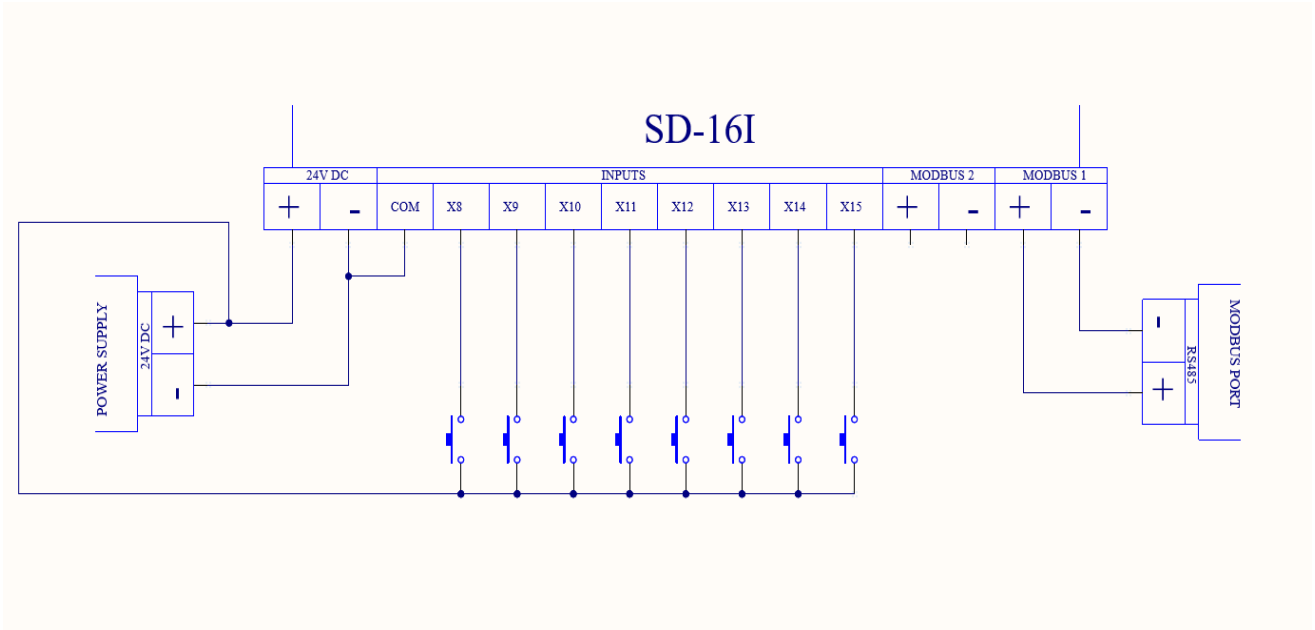 SD-16I
24V DC INPUTS MODBUS 2 MODBUS 1
+ - COM X8 X9 X10 X11 X12 X13 X14 X15 + - + -
POWER SUPPLY
24V DC
+
-
-
+
RS485
MODBUS PORT